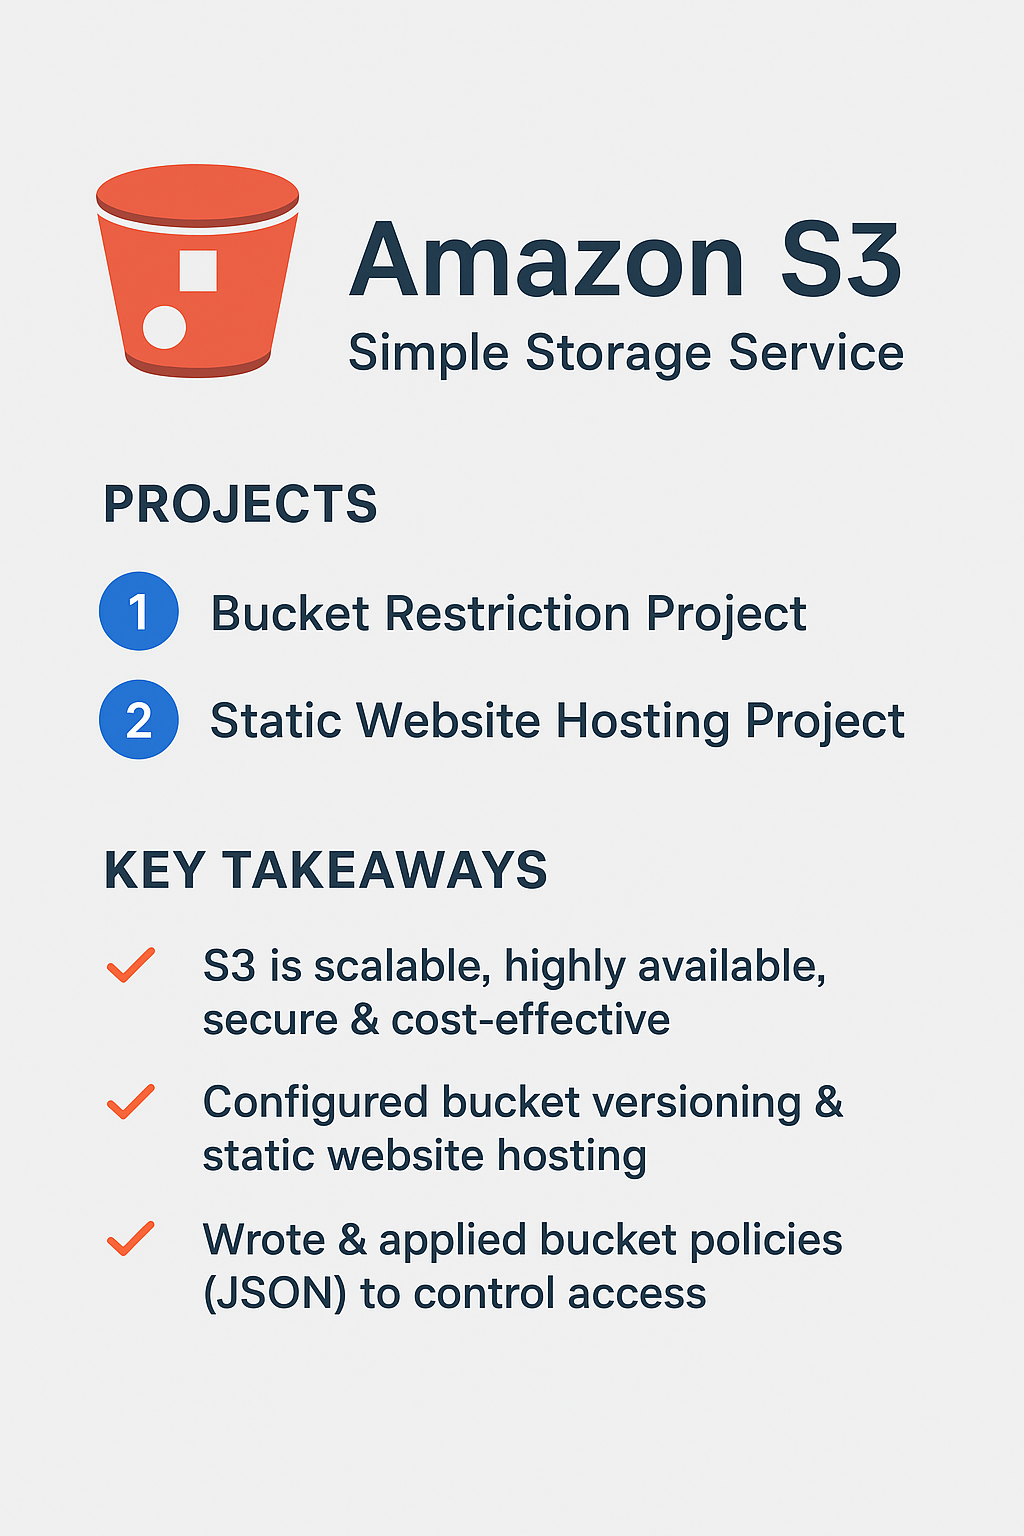 Amazon S3
Simple Storage Service
PROJECTS
1 Bucket Restriction Project
2 Static Website Hosting Project
KEY TAKEAWAYS
S3 is scalable, highly available,
secure & cost-effective
Configured bucket versioning &
static website hosting
Wrote & applied bucket policies
(JSON) to control access